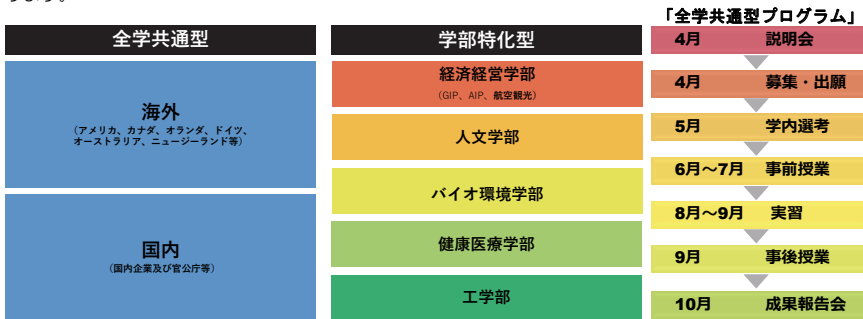 ります。
全学共通型
海外
（アメリカ、カナダ、オランダ、ドイツ、
オーストラリア、ニュージーランド等）
国内
（国内企業及び官公庁等）
学部特化型
経済経営学部
（GIP、AIP、航空観光）
人文学部
バイオ環境学部
健康医療学部
工学部
「全学共通型プログラム」
4月 説明会
4月 募集・出願
5月 学内選考
6月～7月 事前授業
8月～9月 実習
9月 事後授業
10月 成果報告会